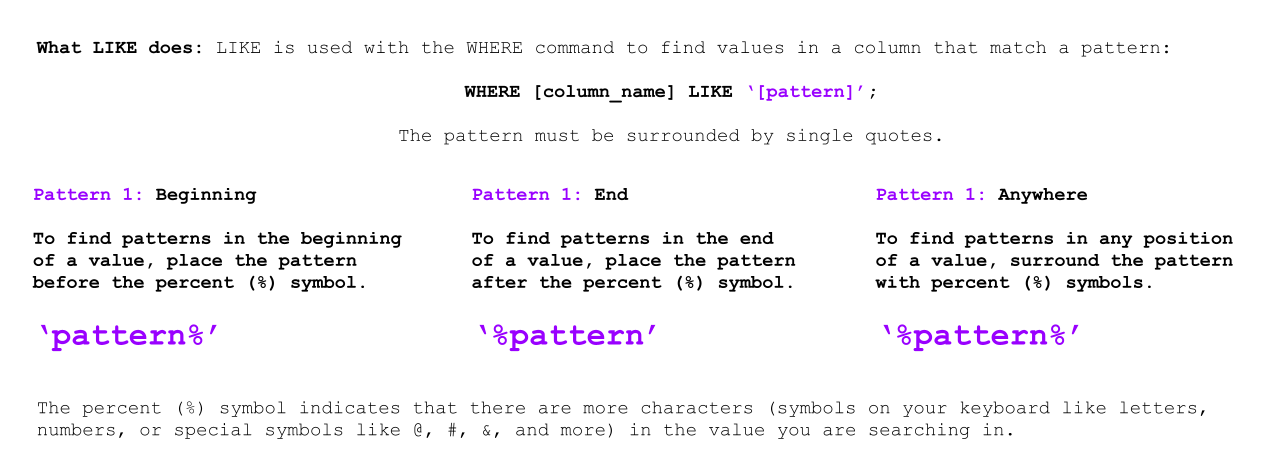 What LIKE does: LIKE is used with the WHERE command to find values in a column that match a pattern:
WHERE [column_name] LIKE ‘[pattern]’;
The pattern must be surrounded by single quotes.
Pattern 1: Beginning
To find patterns in the beginning
of a value, place the pattern
before the percent (%) symbol.
‘pattern%’
Pattern 1: End
To find patterns in the end
of a value, place the pattern
after the percent (%) symbol.
‘%pattern’
Pattern 1: Anywhere
To find patterns in any position
of a value, surround the pattern
with percent (%) symbols.
‘%pattern%’
The percent (%) symbol indicates that there are more characters (symbols on your keyboard like letters,
numbers, or special symbols like @, #, &, and more) in the value you are searching in.